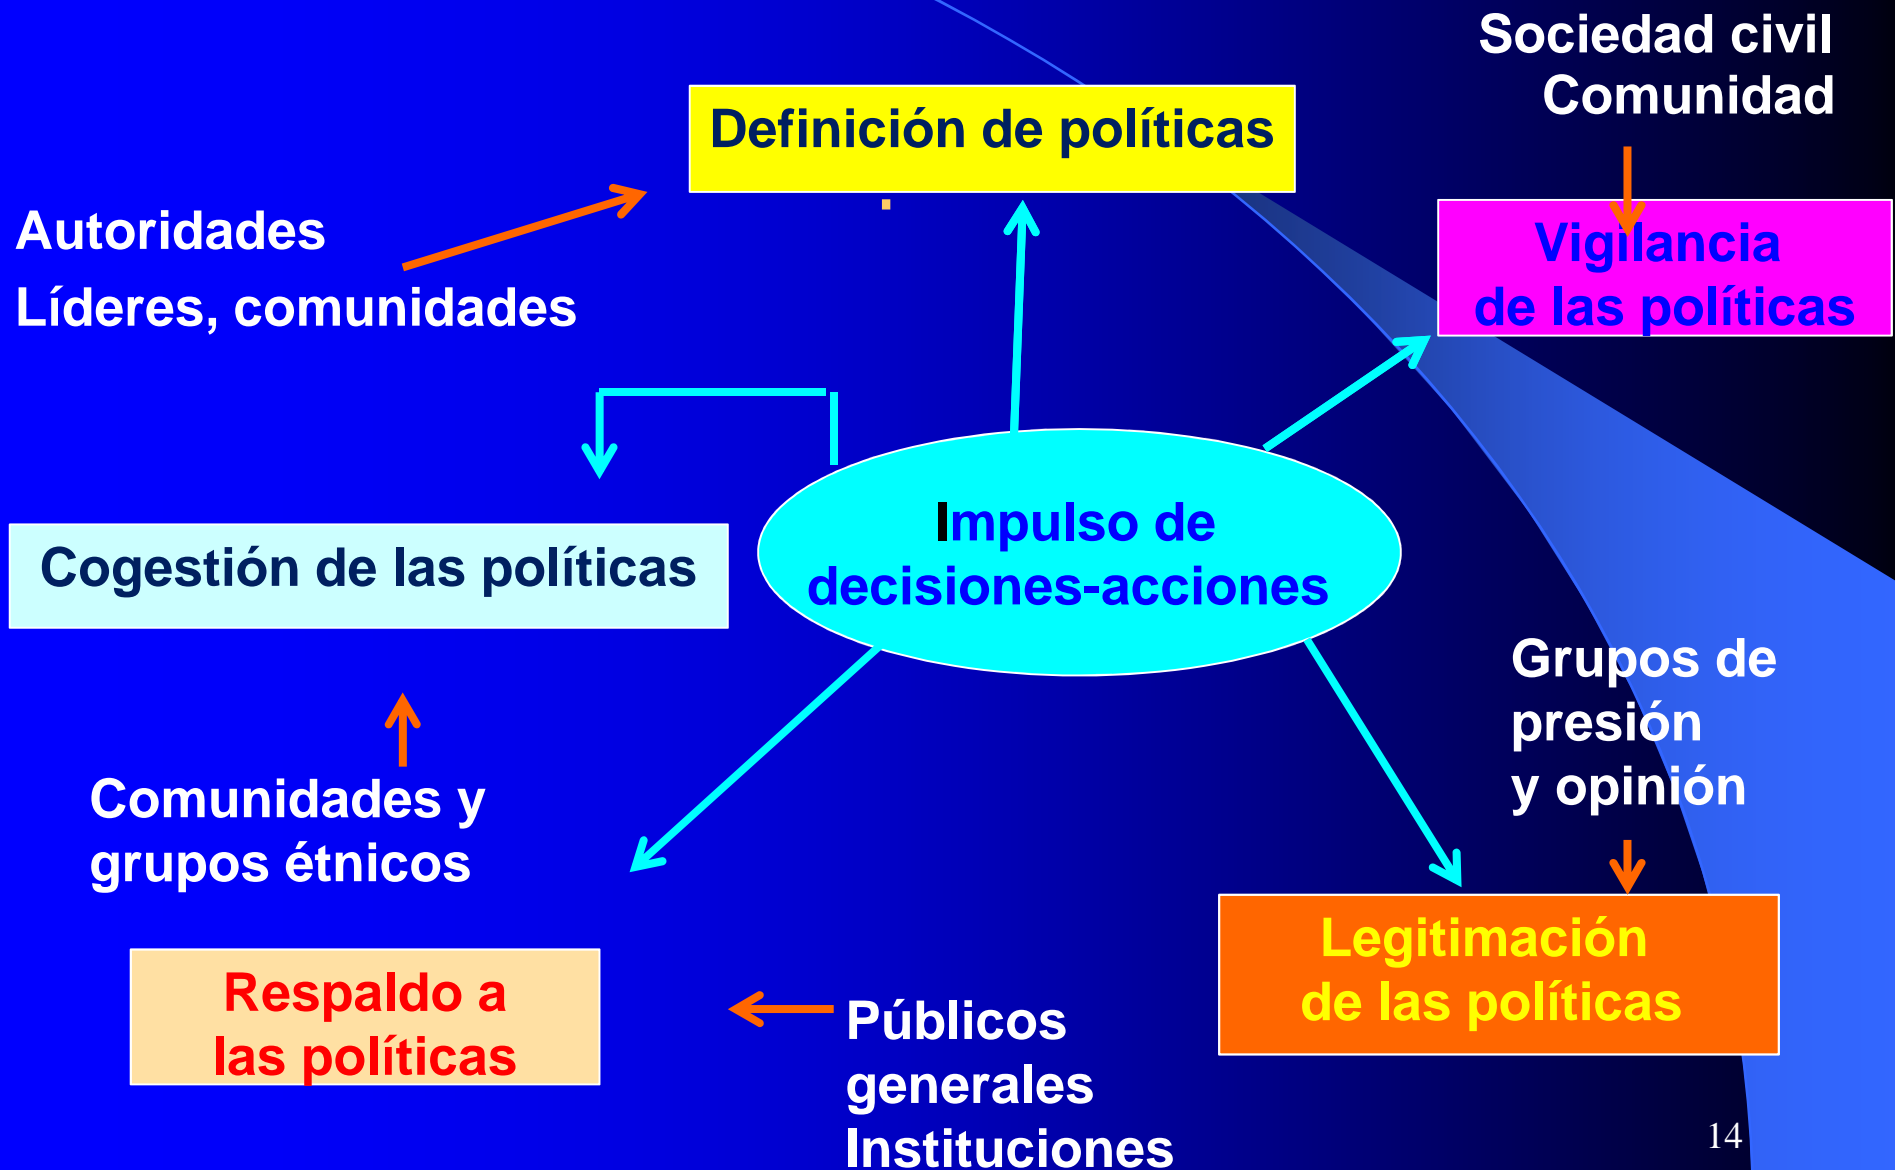 Sociedad civil
Comunidad
Definición de políticas
.
Autoridades
Líderes, comunidades
Vigilancia
de las políticas
Impulso de
decisiones-acciones
Cogestión de las políticas
Grupos de
presión
y opinión
Comunidades y
grupos étnicos
Legitimación
de las políticas
Respaldo a
las políticas
Públicos
generales
Instituciones
14